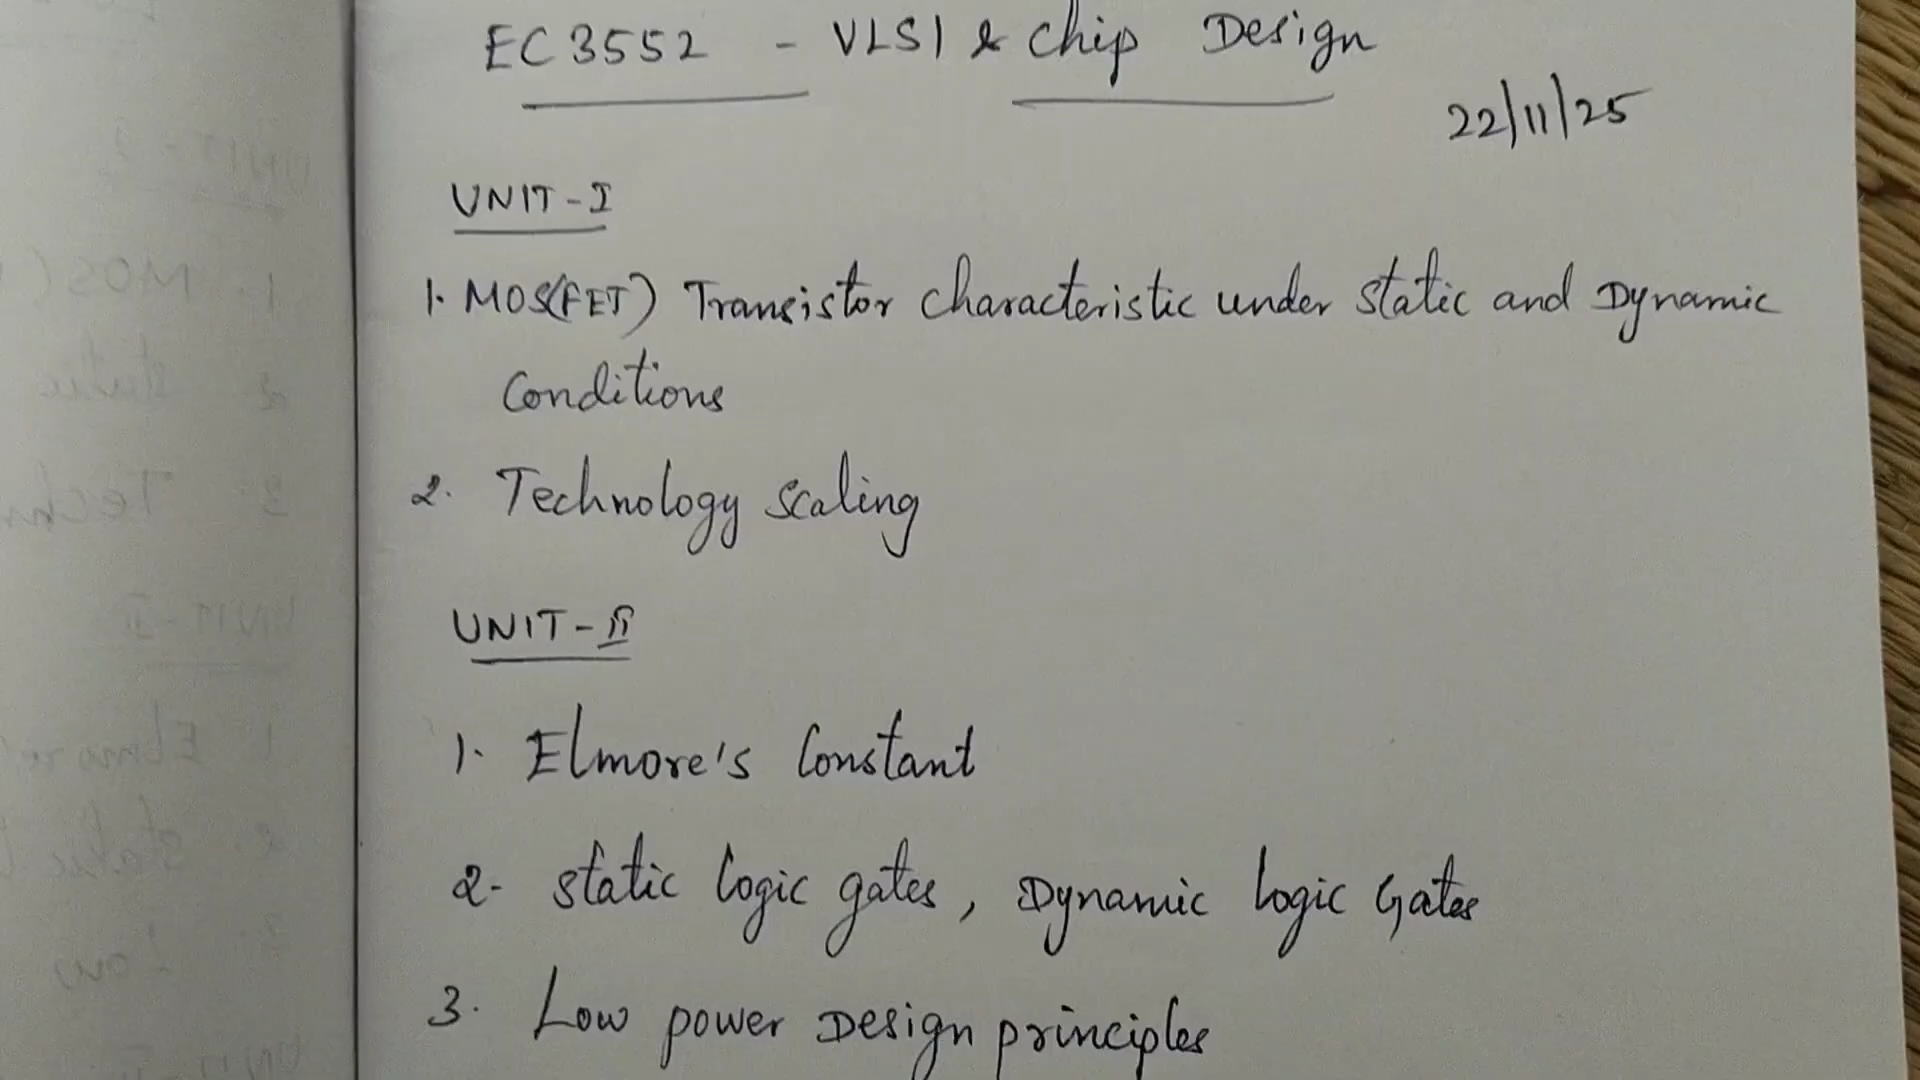 EC3552 - VLSI & Chip Design
22/11/25
UNIT-I
1. MOS(FET) Transistor Characteristic under static and Dynamic
Conditions
2. Technology Scaling
UNIT-II
1. Elmore's Constant
2. static logic gates, Dynamic logic Gates
3. Low power Design principles